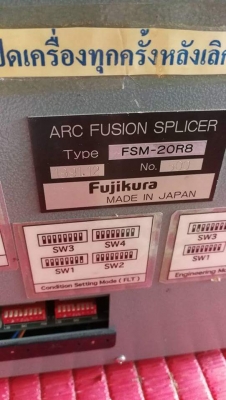 ปิดเครื่องทุกครั้งหลังเลิก
ARC FUSION SPLICER
Type FSM-20R8
No.
Fujikura
MADE IN JAPAN
SW3 SW4
SW1 SW2
Condition Setting Mode (FLT)
SW3
SW1
Engineering M